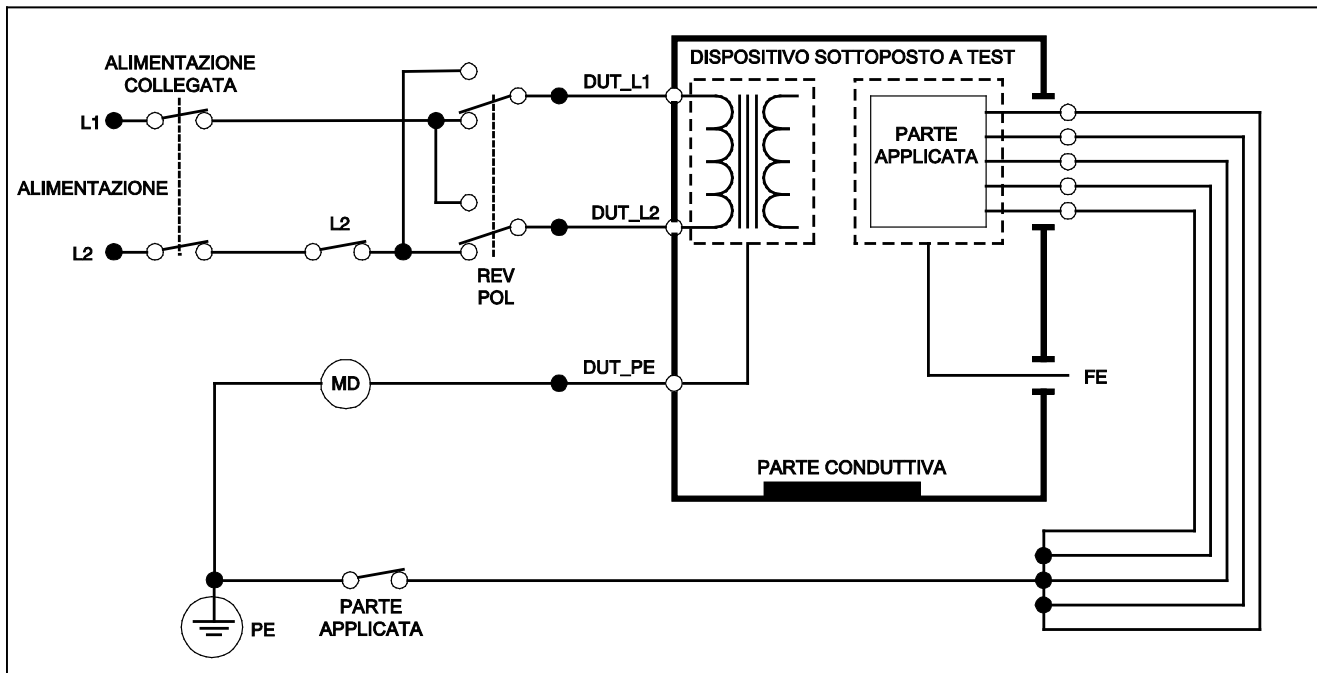 ALIMENTAZIONE
COLLEGATA
DISPOSITIVO SOTTOPOSTO A TEST
DUT_L1
L1
PARTE
APPLICATA
ALIMENTAZIONE
L2
DUT_L2
L2
REV
POL
DUT_PE
MD
FE
PARTE CONDUTTIVA
PARTE
APPLICATA
PE